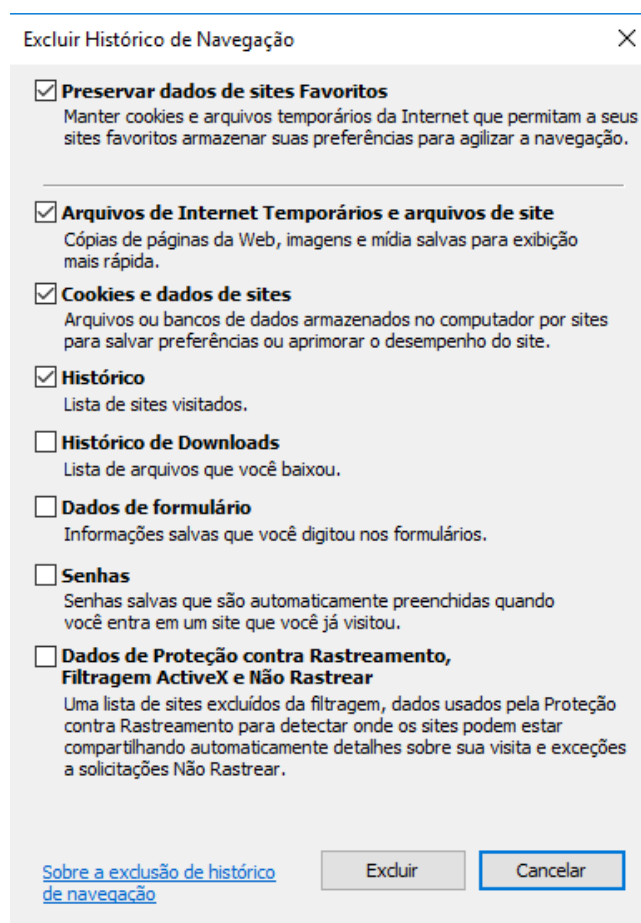 Excluir Histórico de Navegação
Preservar dados de sites Favoritos
Manter cookies e arquivos temporários da Internet que permitam a seus
sites favoritos armazenar suas preferências para agilizar a navegação.
Arquivos de Internet Temporários e arquivos de site
Cópias de páginas da Web, imagens e mídia salvas para exibição
mais rápida.
Cookies e dados de sites
Arquivos ou bancos de dados armazenados no computador por sites
para salvar preferências ou aprimorar o desempenho do site.
Histórico
Lista de sites visitados.
Histórico de Downloads
Lista de arquivos que você baixou.
Dados de formulário
Informações salvas que você digitou nos formulários.
Senhas
Senhas salvas que são automaticamente preenchidas quando
você entra em um site que você já visitou.
Dados de Proteção contra Rastreamento,
Filtragem ActiveX e Não Rastrear
Uma lista de sites excluídos da filtragem, dados usados pela Proteção
contra Rastreamento para detectar onde os sites podem estar
compartilhando automaticamente detalhes sobre sua visita e exceções
a solicitações Não Rastrear.
Sobre a exclusão de histórico
de navegação
Excluir
Cancelar